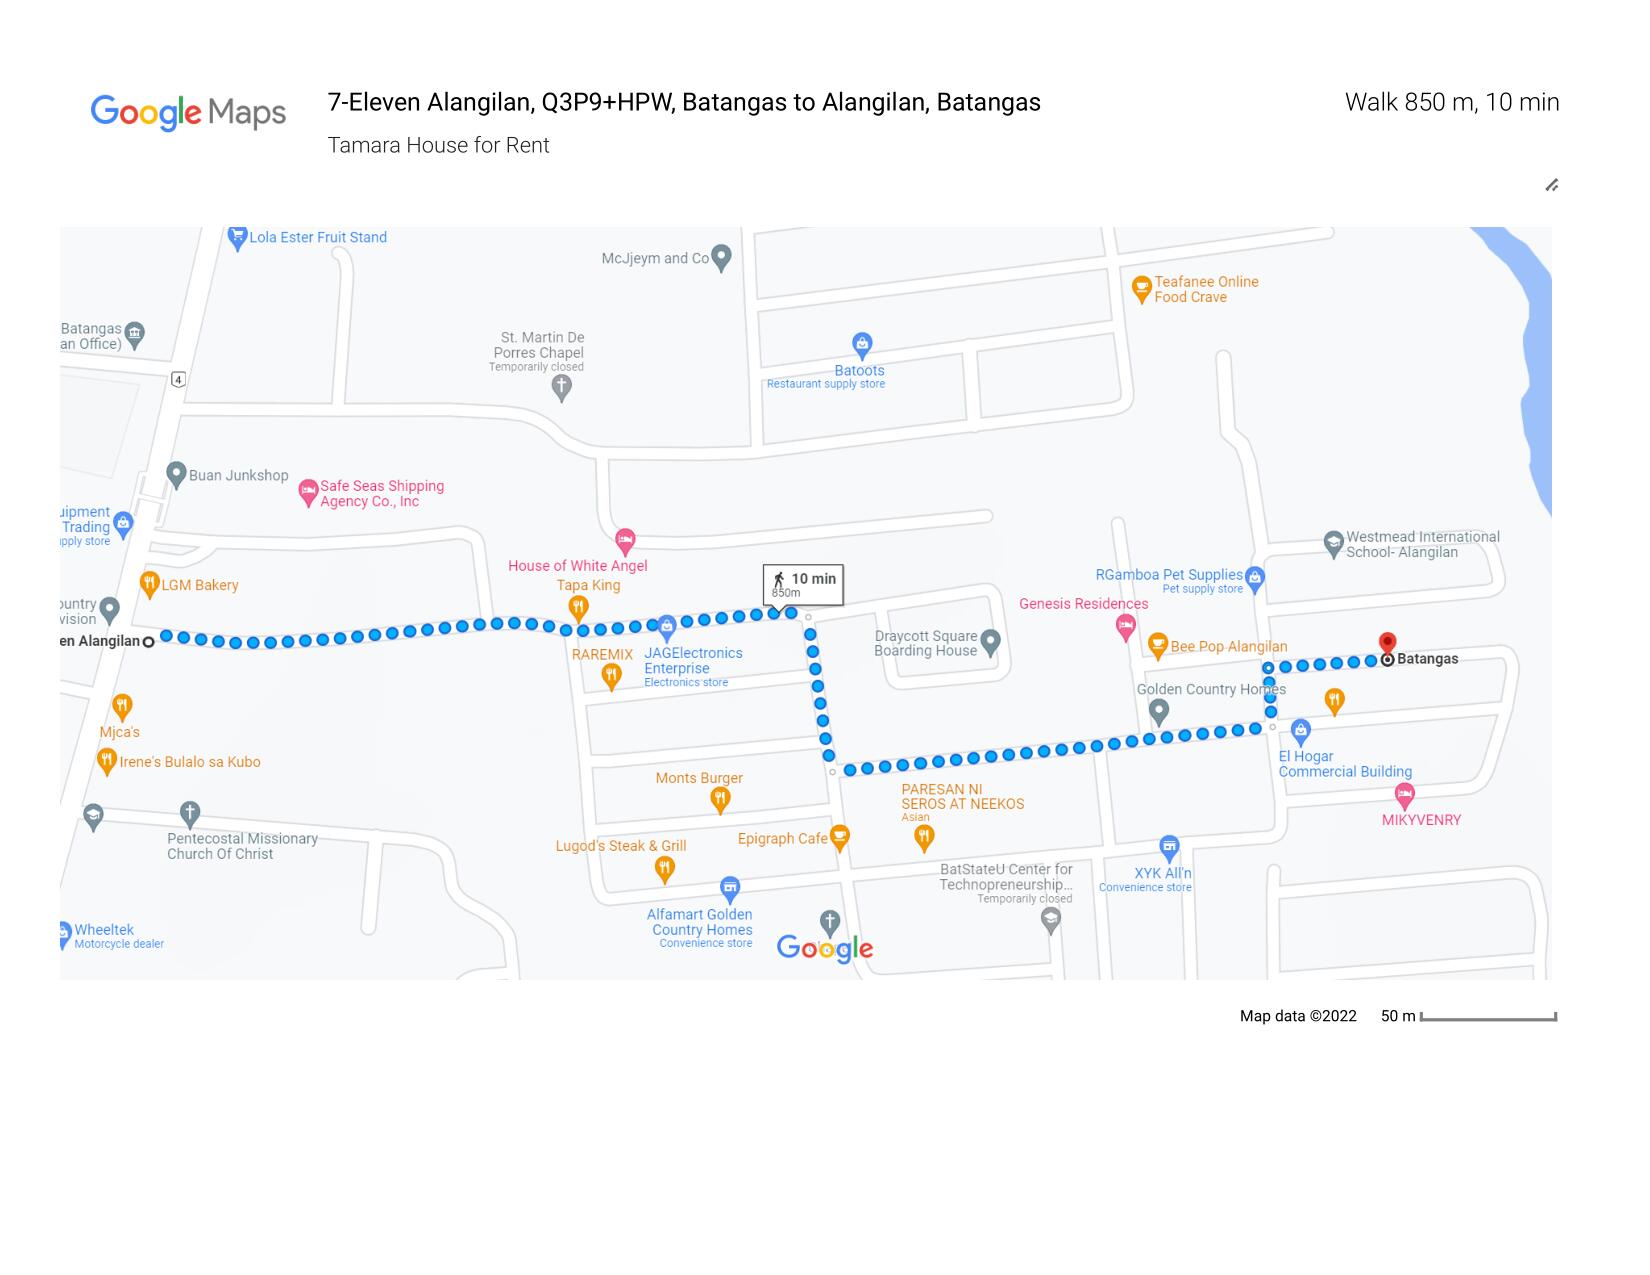 Google Maps
7-Eleven Alangilan, Q3P9+HPW, Batangas to Alangilan, Batangas
Walk 850 m, 10 min
Tamara House for Rent
Lola Ester Fruit Stand
McJjeym and Co
Teafanee Online
Food Crave
Batangas
an Office)
St. Martin De
Porres Chapel
Temporarily closed
Batoots
Restaurant supply store
4
Buan Junkshop
Safe Seas Shipping
Agency Co., Inc
uipment
Trading
upply store
Westmead International
School- Alangilan
House of White Angel
Tapa King
LGM Bakery
10 min
850m
RGamboa Pet Supplies
Pet supply store
Genesis Residences
ountry
vision
en Alangilan
Draycott Square
Boarding House
Bee Pop Alangilan
Batangas
RAREMIX
JAGElectronics
Enterprise
Electronics store
Golden Country Homes
Mjca's
Irene's Bulalo sa Kubo
El Hogar
Commercial Building
Monts Burger
PARESAN NI
SEROS AT NEEKOS
Asian
MIKYVENRY
Pentecostal Missionary
Church Of Christ
Lugod's Steak & Grill
Epigraph Cafe
BatStateU Center for
Technopreneurship...
Temporarily closed
XYK All'n
Convenience store
Alfamart Golden
Country Homes
Convenience store
Wheeltek
Motorcycle dealer
Google
Map data ©2022
50 m